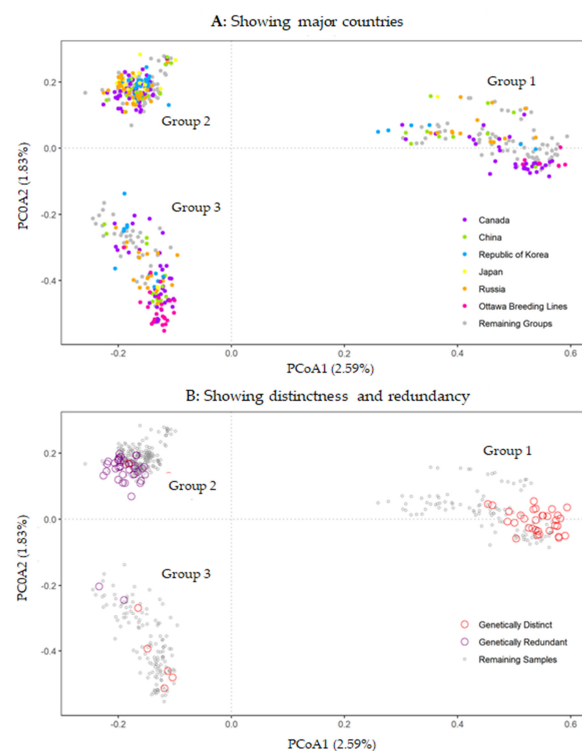 A: Showing major countries
0.2
0.0
-0.2
-0.4
PC0A2 (1.83%)
Group 1
Group 2
Group 3
Canada
China
Republic of Korea
Japan
Russia
Ottawa Breeding Lines
Remaining Groups
-0.2
0.0
0.2
0.4
0.6
PCoA1 (2.59%)
B: Showing distinctness and redundancy
0.2
0.0
-0.2
-0.4
PC0A2 (1.83%)
Group 1
Group 2
Group 3
Genetically Distinct
Genetically Redundant
Remaining Samples
-0.2
0.0
0.2
0.4
0.6
PCoA1 (2.59%)